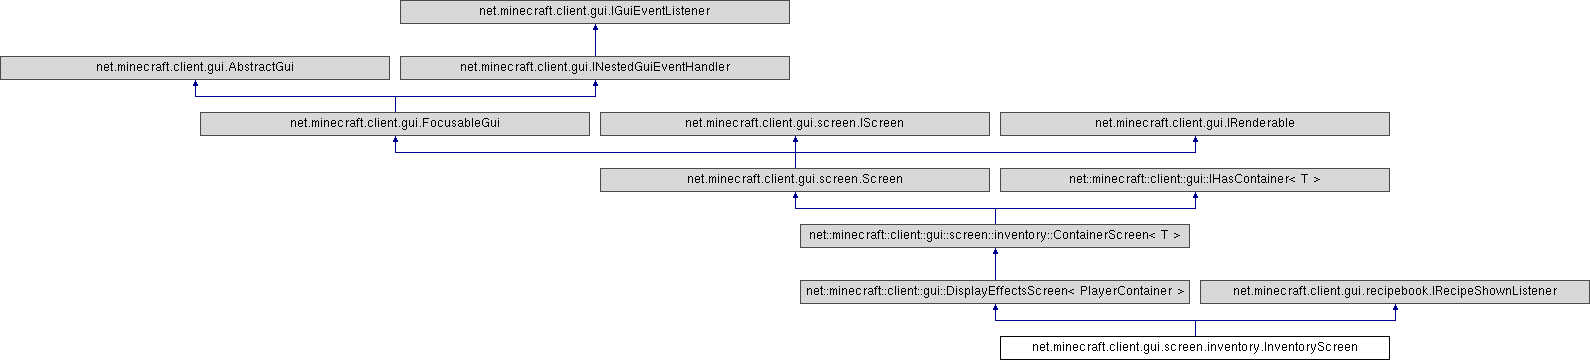 net.minecraft.client.gui.IGuiEventListener
net.minecraft.client.gui.AbstractGui
net.minecraft.client.gui.INestedGuiEventHandler
net.minecraft.client.gui.FocusableGui
net.minecraft.client.gui.screen.IScreen
net.minecraft.client.gui.IRenderable
net.minecraft.client.gui.screen.Screen
net::minecraft::client::gui::IHasContainer< T >
net::minecraft::client::gui::screen::inventory::ContainerScreen< T >
net::minecraft::client::gui::DisplayEffectsScreen< PlayerContainer >
net.minecraft.client.gui.recipebook.IRecipeShownListener
net.minecraft.client.gui.screen.inventory.InventoryScreen